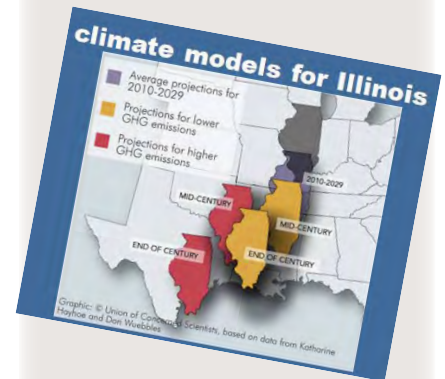 climate models for Illinois
Average projections for
2010-2029
Projections for lower
GHG emissions
Projections for higher
GHG emissions
2010-2029
MID-CENTURY
MID-CENTURY
END OF CENTURY
END OF CENTURY
Graphic: © Union of Concerned Scientists, based on data from Katharine
Hayhoe and Don Wuebbles